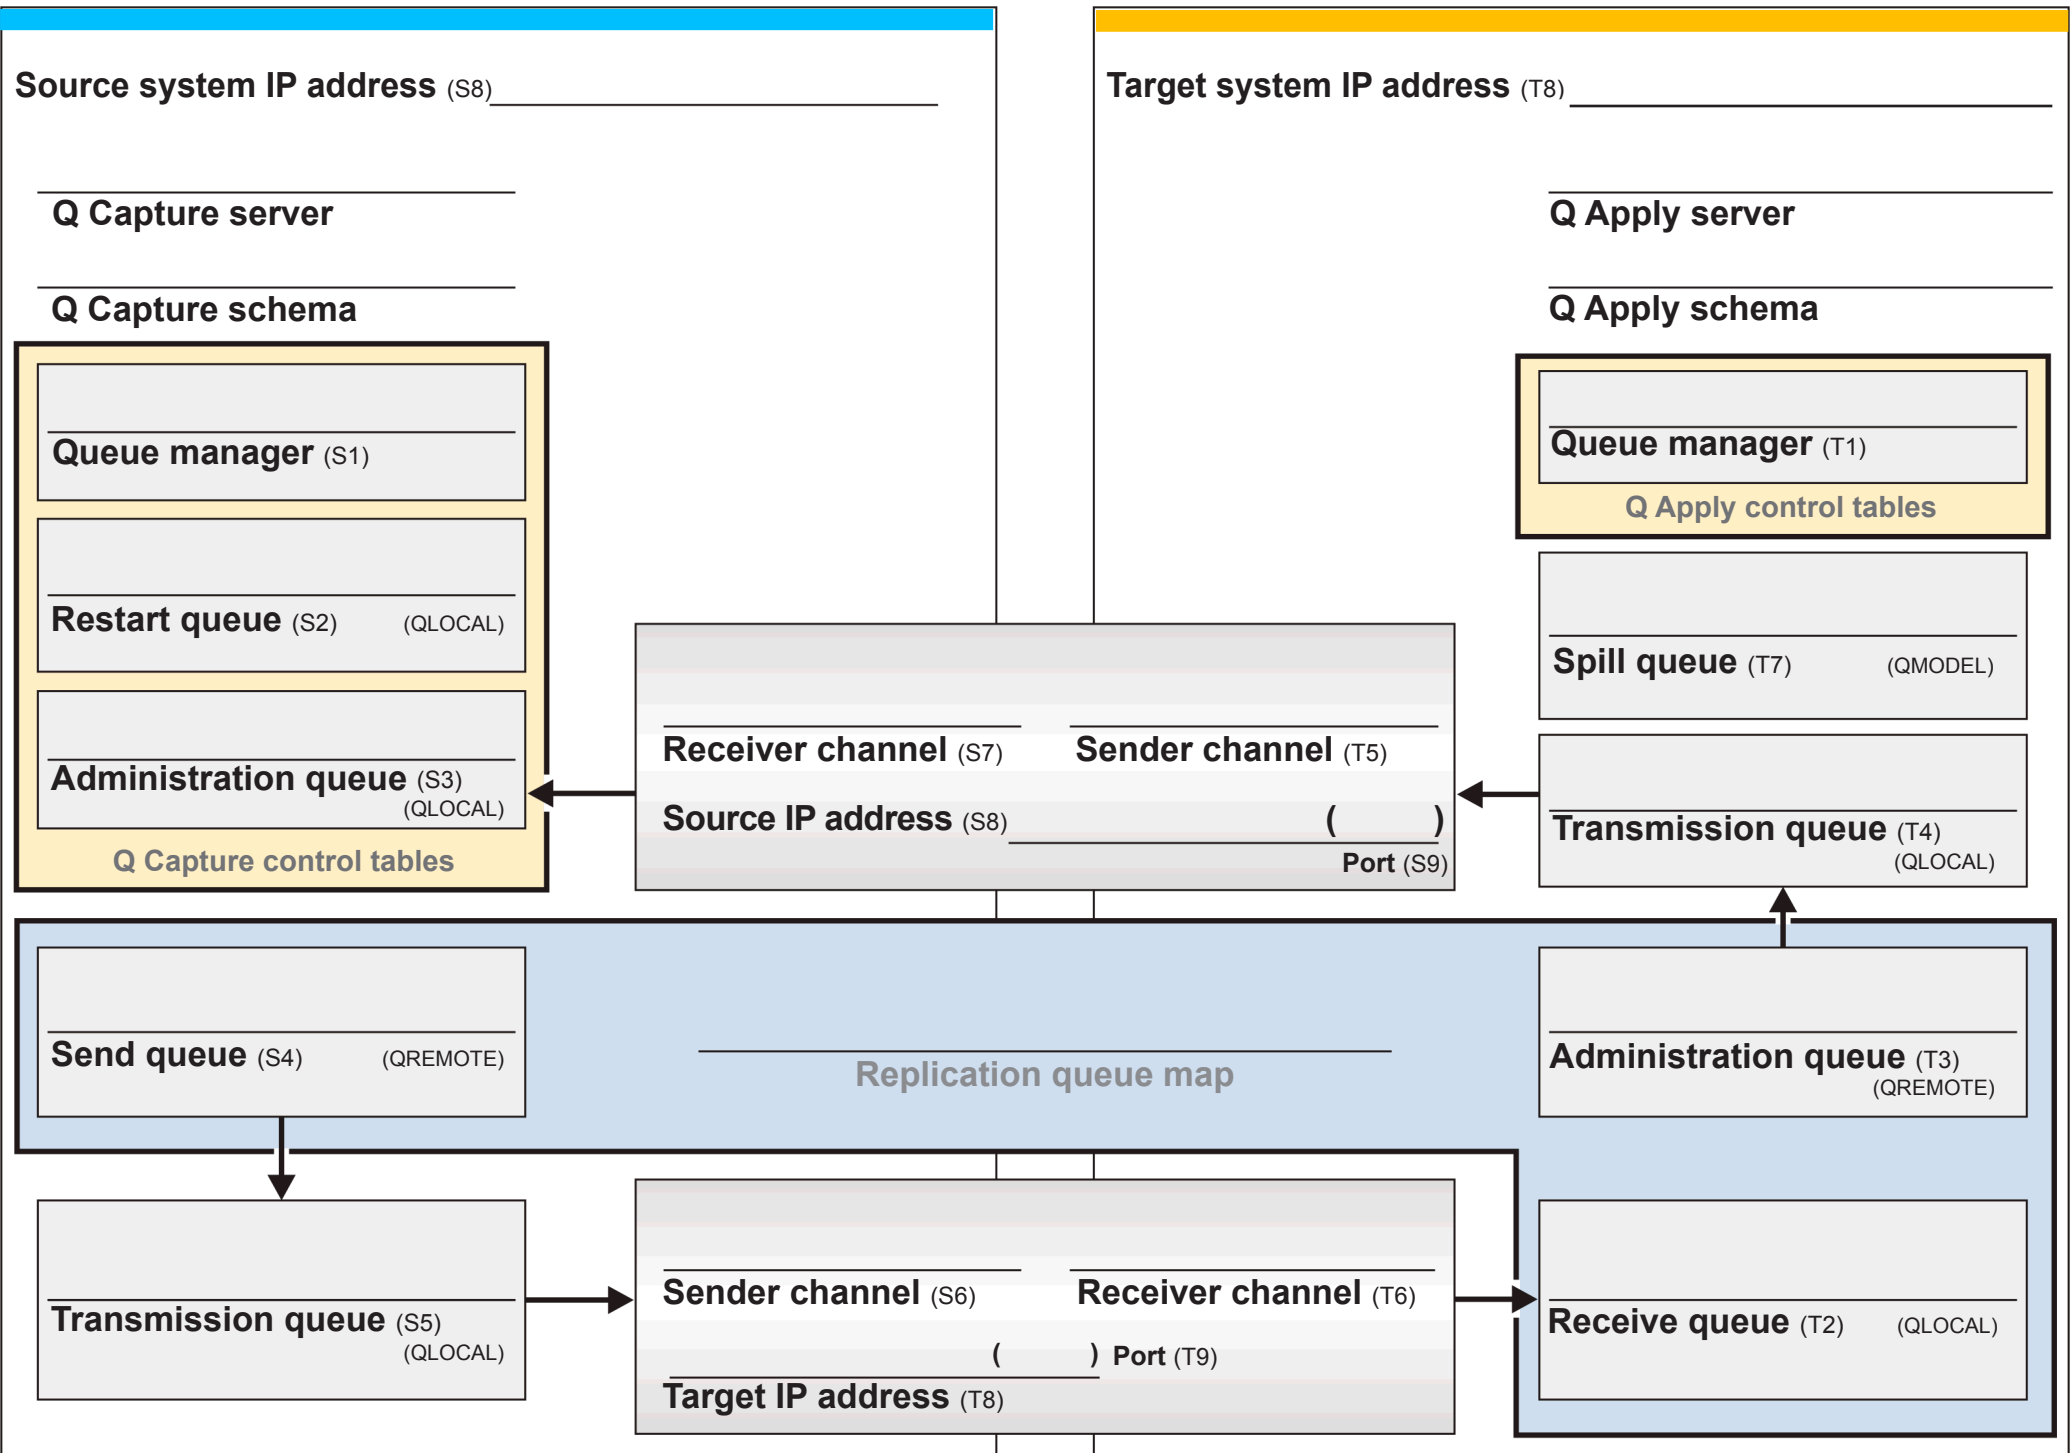 Source system IP address (S8)
Target system IP address (T8)
Q Capture server
Q Apply server
Q Capture schema
Q Apply schema
Queue manager (S1)
Queue manager (T1)
Q Apply control tables
Restart queue (S2) (QLOCAL)
Spill queue (T7) (QMODEL)
Receiver channel (S7) Sender channel (T5)
Administration queue (S3)
(QLOCAL)
Source IP address (S8) ( )
Port (S9)
Transmission queue (T4)
(QLOCAL)
Q Capture control tables
Send queue (S4) (QREMOTE)
Replication queue map
Administration queue (T3)
(QREMOTE)
Transmission queue (S5)
(QLOCAL)
Sender channel (S6) Receiver channel (T6)
( ) Port (T9)
Target IP address (T8)
Receive queue (T2) (QLOCAL)